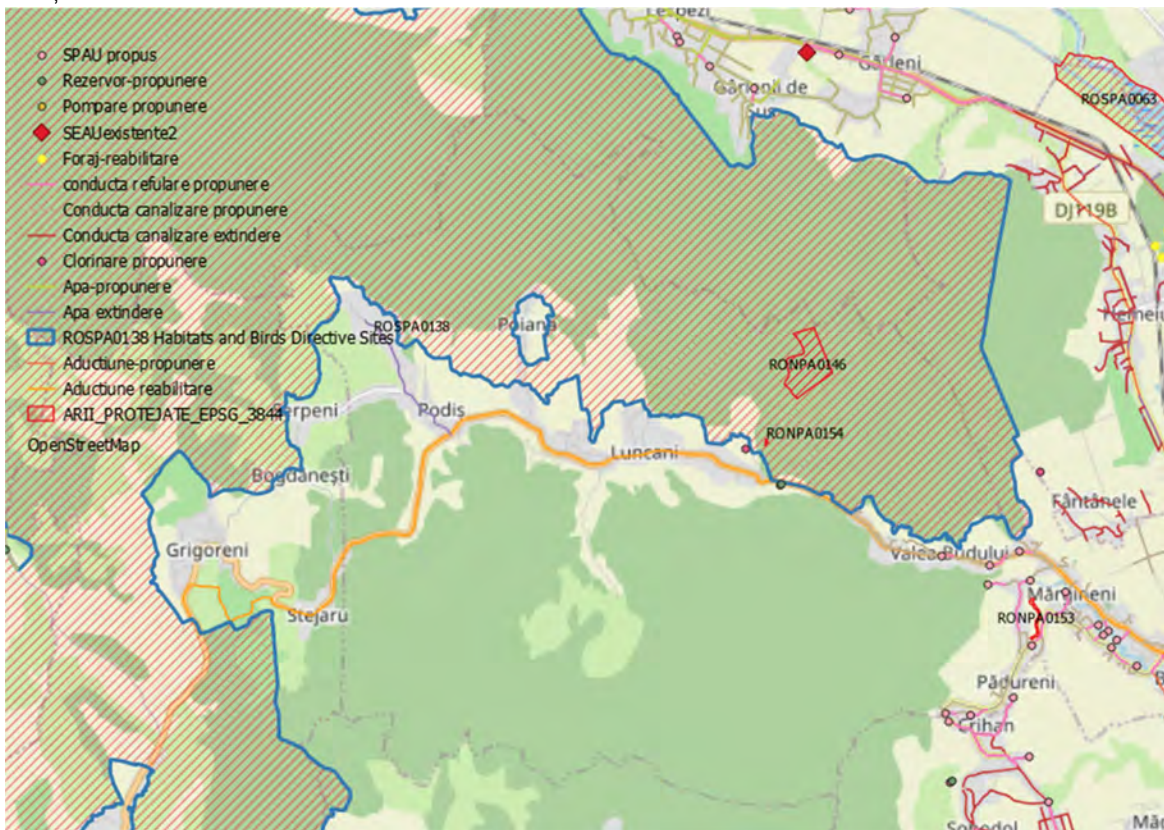 SPAU propus
Rezervor-propunere
Pompare propunere
SEAUexistente2
Foraj-reabilitare
conducta refulare propunere
Conducta canalizare propunere
Conducta canalizare extindere
Clorinare propunere
Apa-propunere
Apa extindere
ROSPA0138 Habitats and Birds Directive Sites
Aductiune-propunere
Aductiune reabilitare
ARII_PROTEJATE_EPSG_3844
OpenStreetMap
Gârleni
ROSPA0063
DJ119B
ROSPA0138
Poiana
RONPA0146
Podiș
RONPA0154
Luncani
Bogdănești
Fântânele
Grigoreni
Valea Budului
Mărgineni
Stejaru
RONPA0153
Pădureni
Crihan